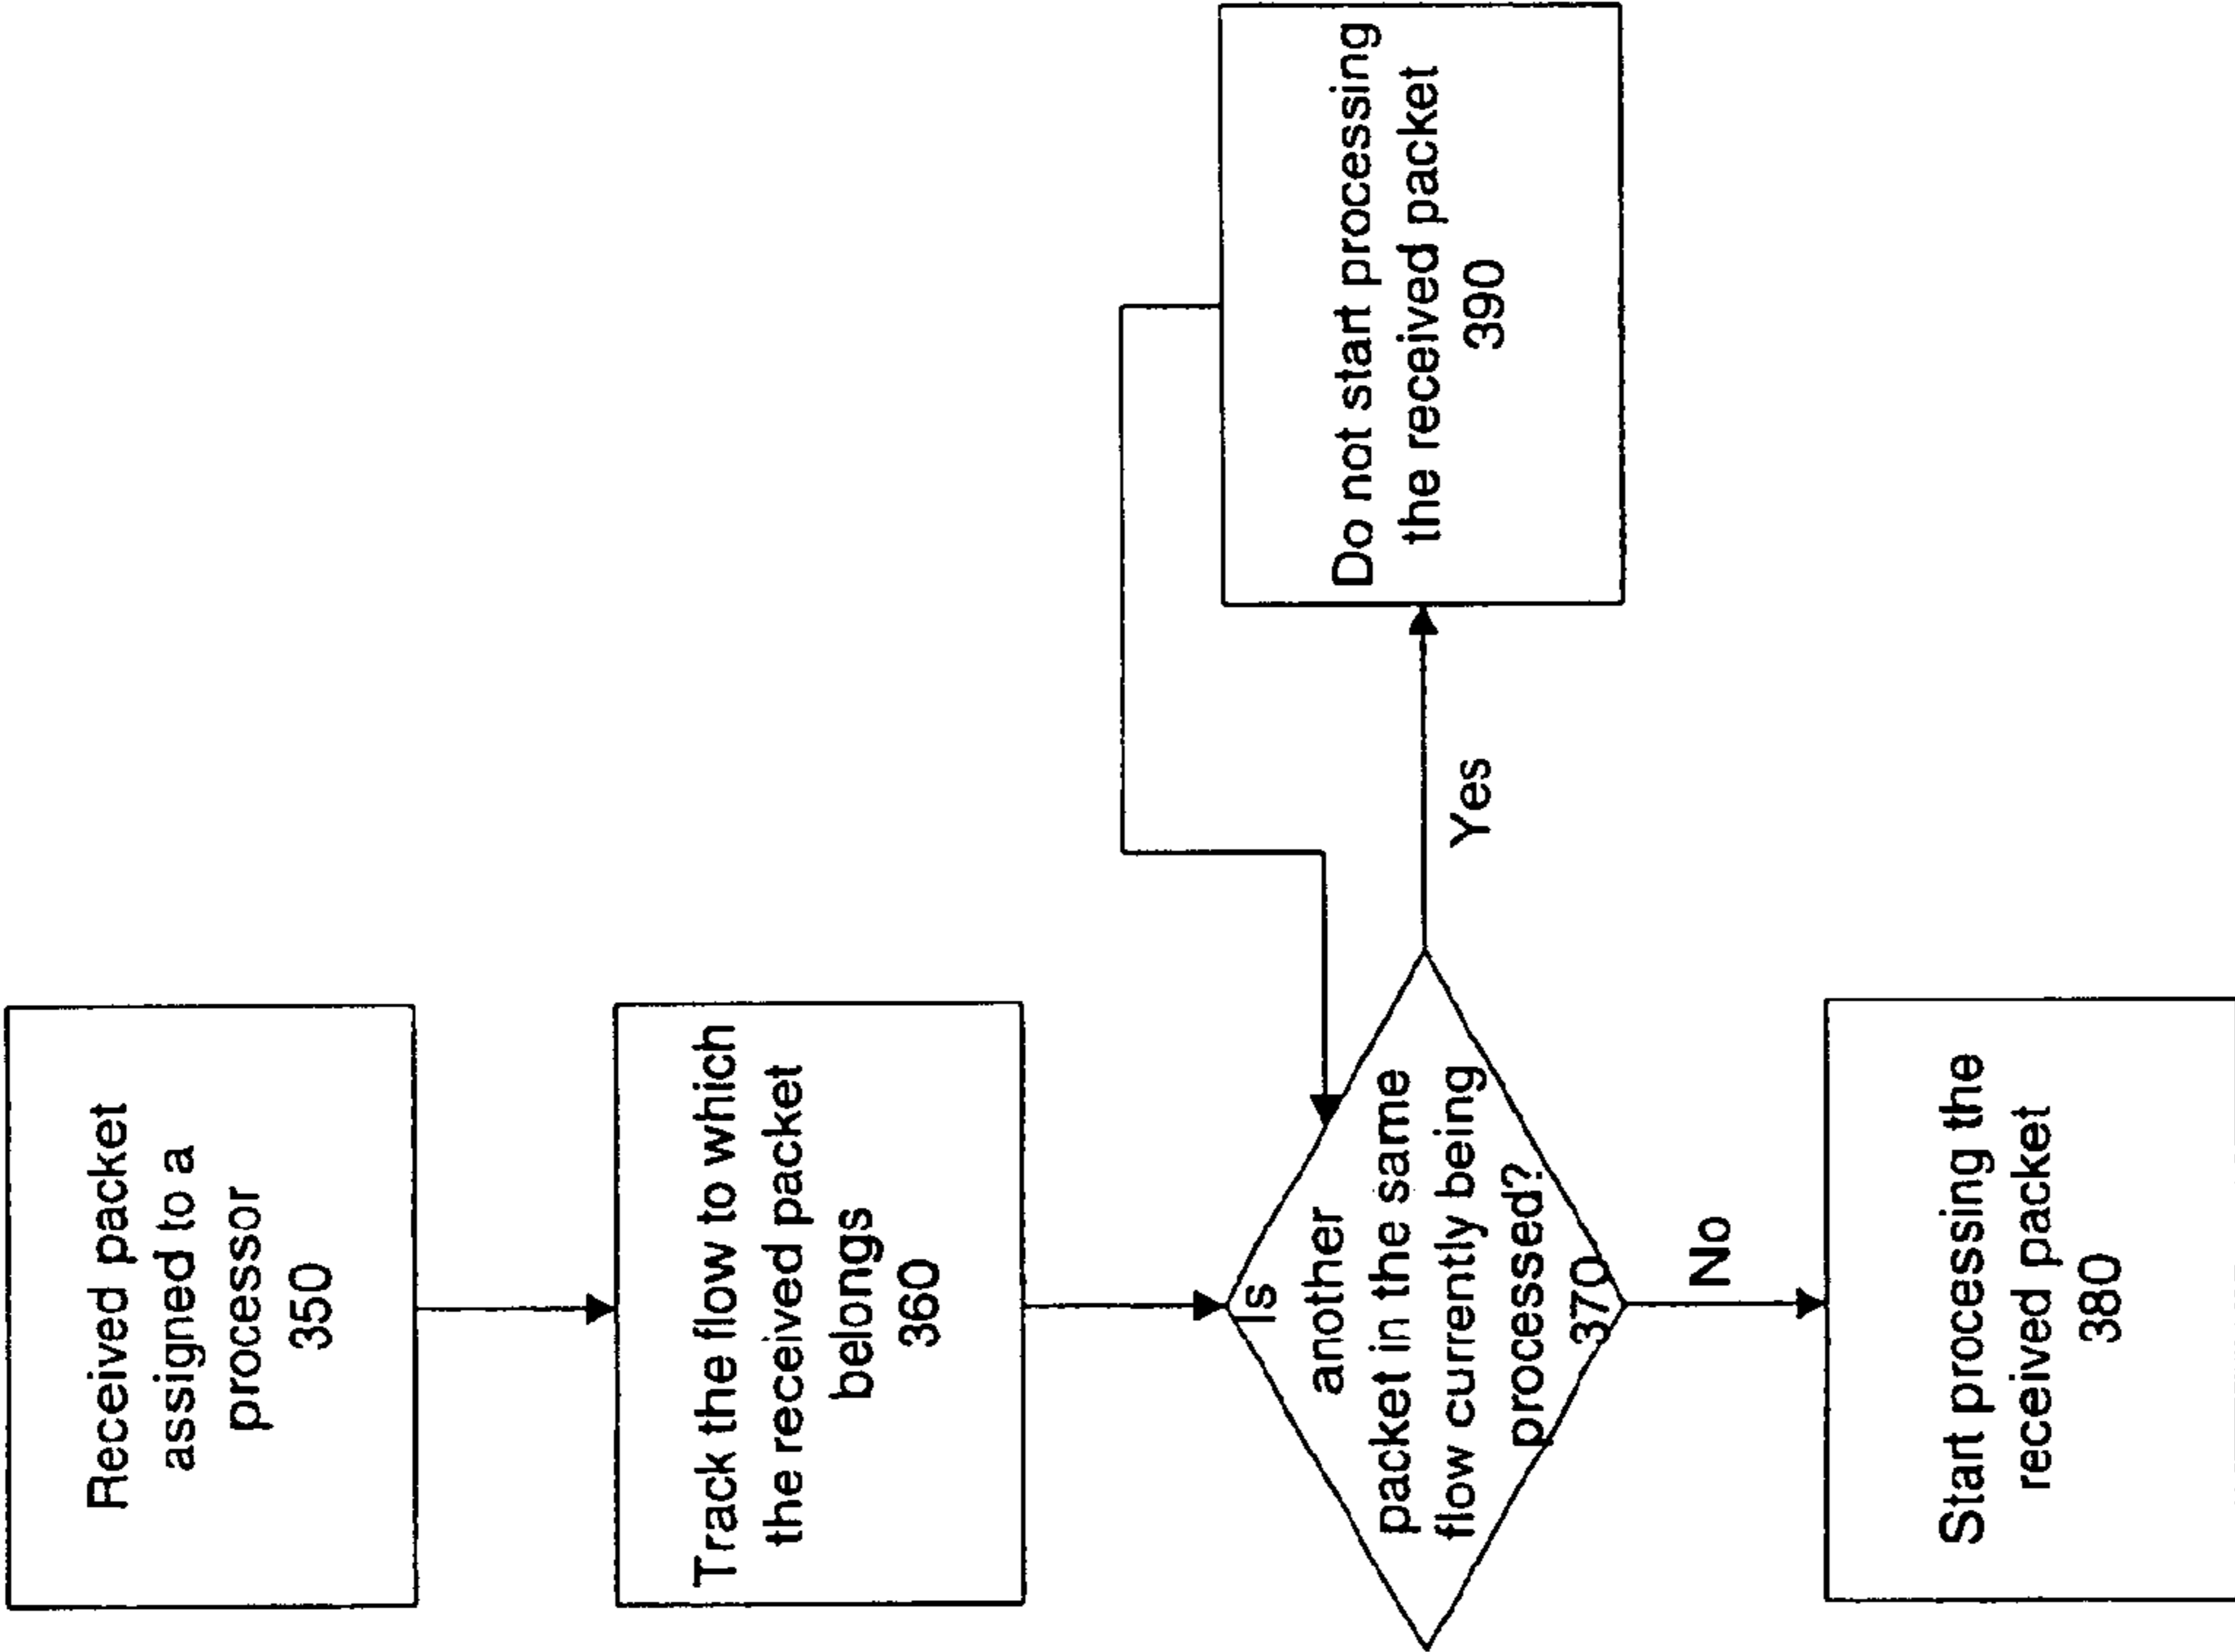 Received packet
assigned to a
processor
350
Track the flow to which
the received packet
belongs
360
Is
another
packet in the same
flow currently being
processed?
370
Yes
Do not start processing
the received packet
390
No
Start processing the
received packet
380